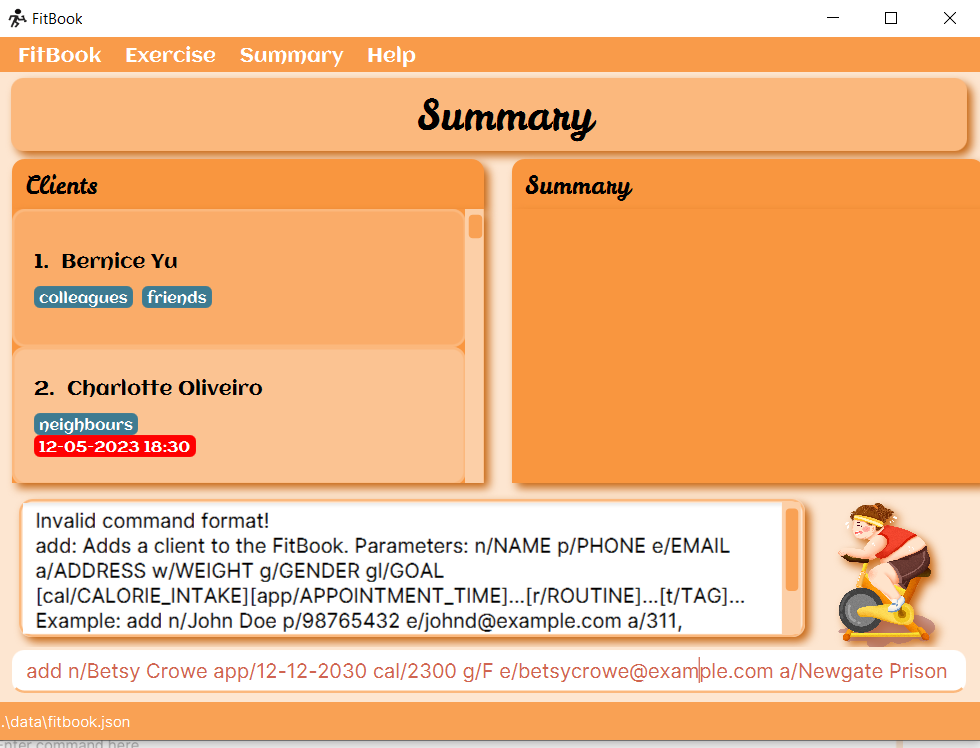 FitBook
FitBook Exercise Summary Help
Summary
Clients
Summary
1. Bernice Yu
colleagues friends
2. Charlotte Oliveiro
neighbours
12-05-2023 18:30
Invalid command format!
add: Adds a client to the FitBook. Parameters: n/NAME p/PHONE e/EMAIL
a/ADDRESS w/WEIGHT g/GENDER gl/GOAL
[cal/CALORIE_INTAKE][app/APPOINTMENT_TIME]...[r/ROUTINE]...[t/TAG]...
Example: add n/John Doe p/98765432 e/johnd@example.com a/311,
add n/Betsy Crowe app/12-12-2030 cal/2300 g/F e/betsycrowe@example.com a/Newgate Prison
.\data\fitbook.json
Enter command here